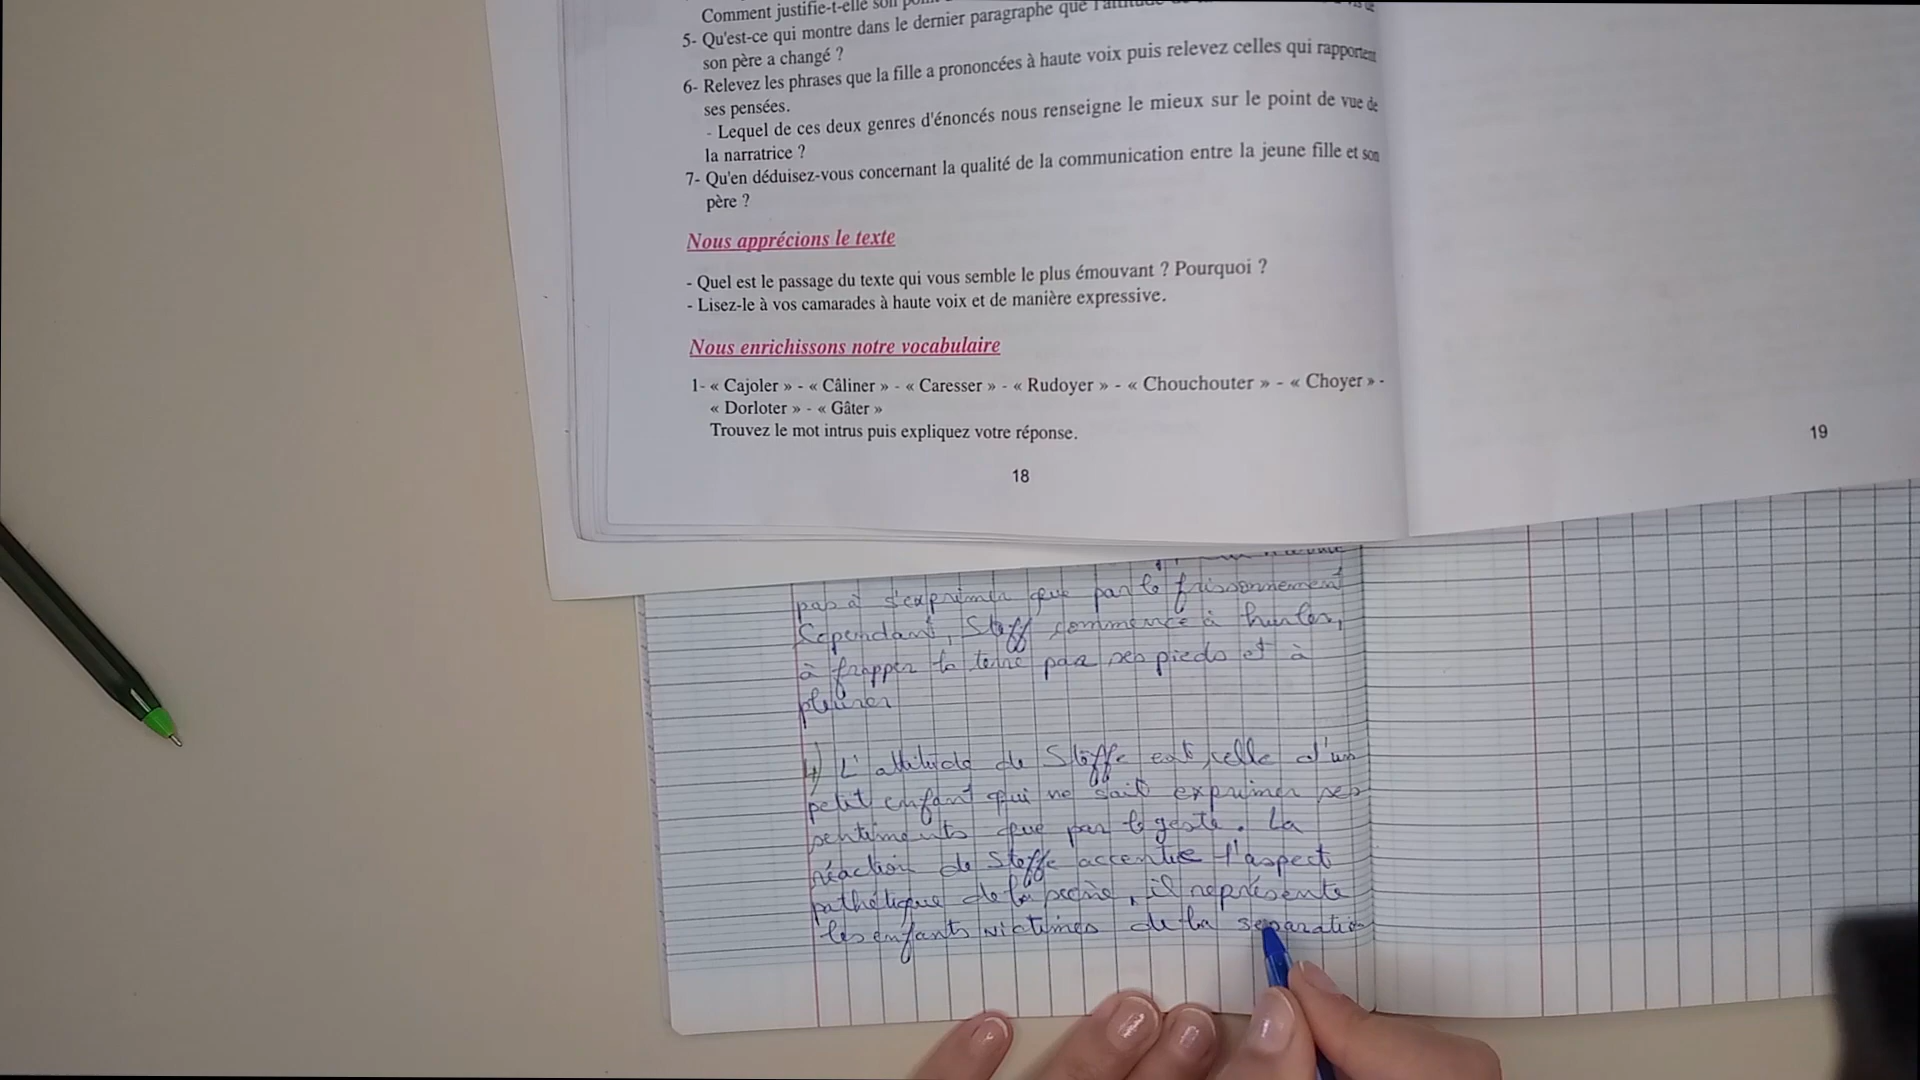 Comment justifie-t-elle son
5- Qu'est-ce qui montre dans le dernier paragraphe que l'attitude de
son père a changé ?
6- Relevez les phrases que la fille a prononcées à haute voix puis relevez celles qui rapportent
ses pensées.
- Lequel de ces deux genres d'énoncés nous renseigne le mieux sur le point de vue de
la narratrice ?
7- Qu'en déduisez-vous concernant la qualité de la communication entre la jeune fille et son
père ?
Nous apprécions le texte
- Quel est le passage du texte qui vous semble le plus émouvant ? Pourquoi ?
- Lisez-le à vos camarades à haute voix et de manière expressive.
Nous enrichissons notre vocabulaire
1- « Cajoler » - « Câliner » - « Caresser » - « Rudoyer » - « Chouchouter » - « Choyer » -
« Dorloter » - « Gâter »
Trouvez le mot intrus puis expliquez votre réponse.
18
19
pas à s'exprimer que par le frissonnement
Cependant, Steff commence à hurler,
à frapper la terre par ses pieds et à
pleurer
4) L'attitude de Steffe est celle d'un
petit enfant qui ne sait exprimer ses
sentiments que par le geste. La
réaction de Steffe accentue l'aspect
pathétique de la scène, il représente
les enfants victimes de la séparation